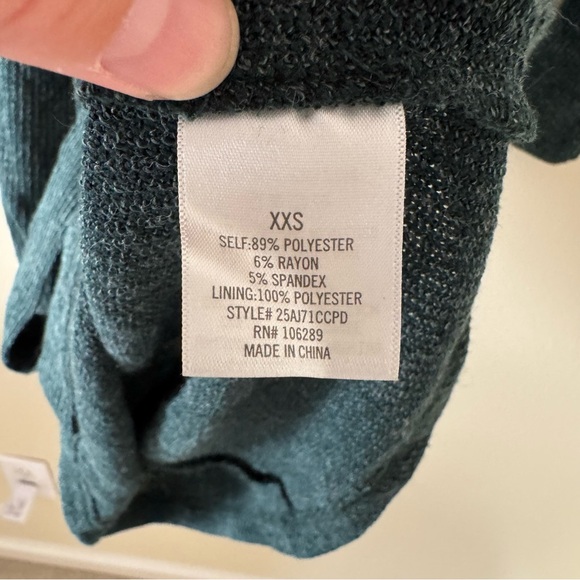 XXS
SELF:89% POLYESTER
6% RAYON
5% SPANDEX
LINING:100% POLYESTER
STYLE# 25AJ71CCPD
RN# 106289
MADE IN CHINA